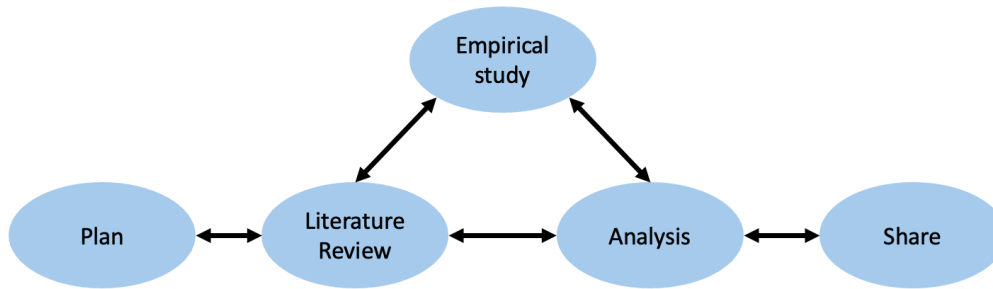 Empirical
study
Plan
Literature
Review
Analysis
Share